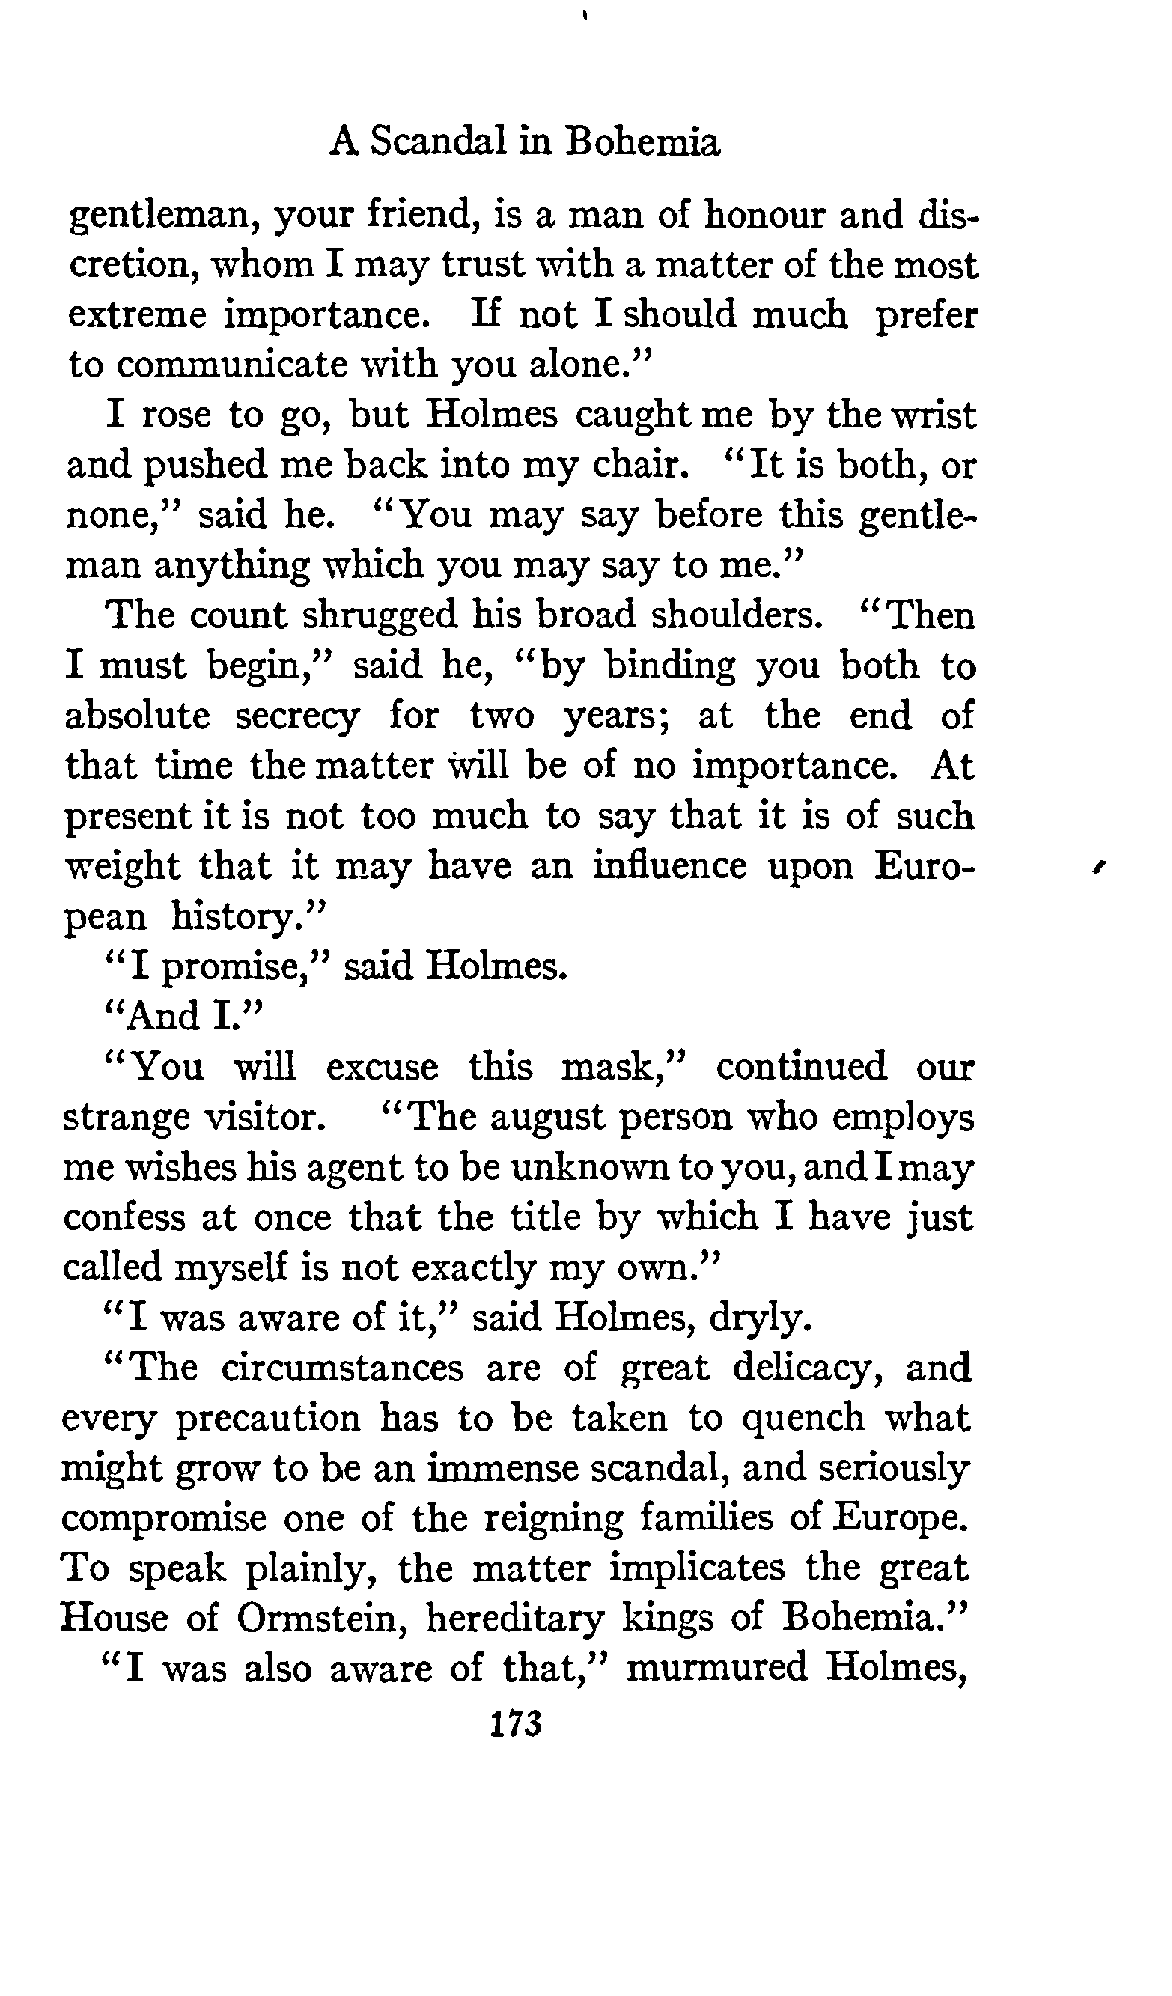 A Scandal in Bohemia
gentleman, your friend, is a man of honour and dis-
cretion, whom I may trust with a matter of the most
extreme importance. If not I should much prefer
to communicate with you alone."
I rose to go, but Holmes caught me by the wrist
and pushed me back into my chair. "It is both, or
none," said he. "You may say before this gentle-
man anything which you may say to me."
The count shrugged his broad shoulders. "Then
I must begin," said he, "by binding you both to
absolute secrecy for two years; at the end of
that time the matter will be of no importance. At
present it is not too much to say that it is of such
weight that it may have an influence upon Euro-
pean history."
"I promise," said Holmes.
"And I."
"You will excuse this mask," continued our
strange visitor. "The august person who employs
me wishes his agent to be unknown to you, and I may
confess at once that the title by which I have just
called myself is not exactly my own."
"I was aware of it," said Holmes, dryly.
"The circumstances are of great delicacy, and
every precaution has to be taken to quench what
might grow to be an immense scandal, and seriously
compromise one of the reigning families of Europe.
To speak plainly, the matter implicates the great
House of Ormstein, hereditary kings of Bohemia."
"I was also aware of that," murmured Holmes,
173